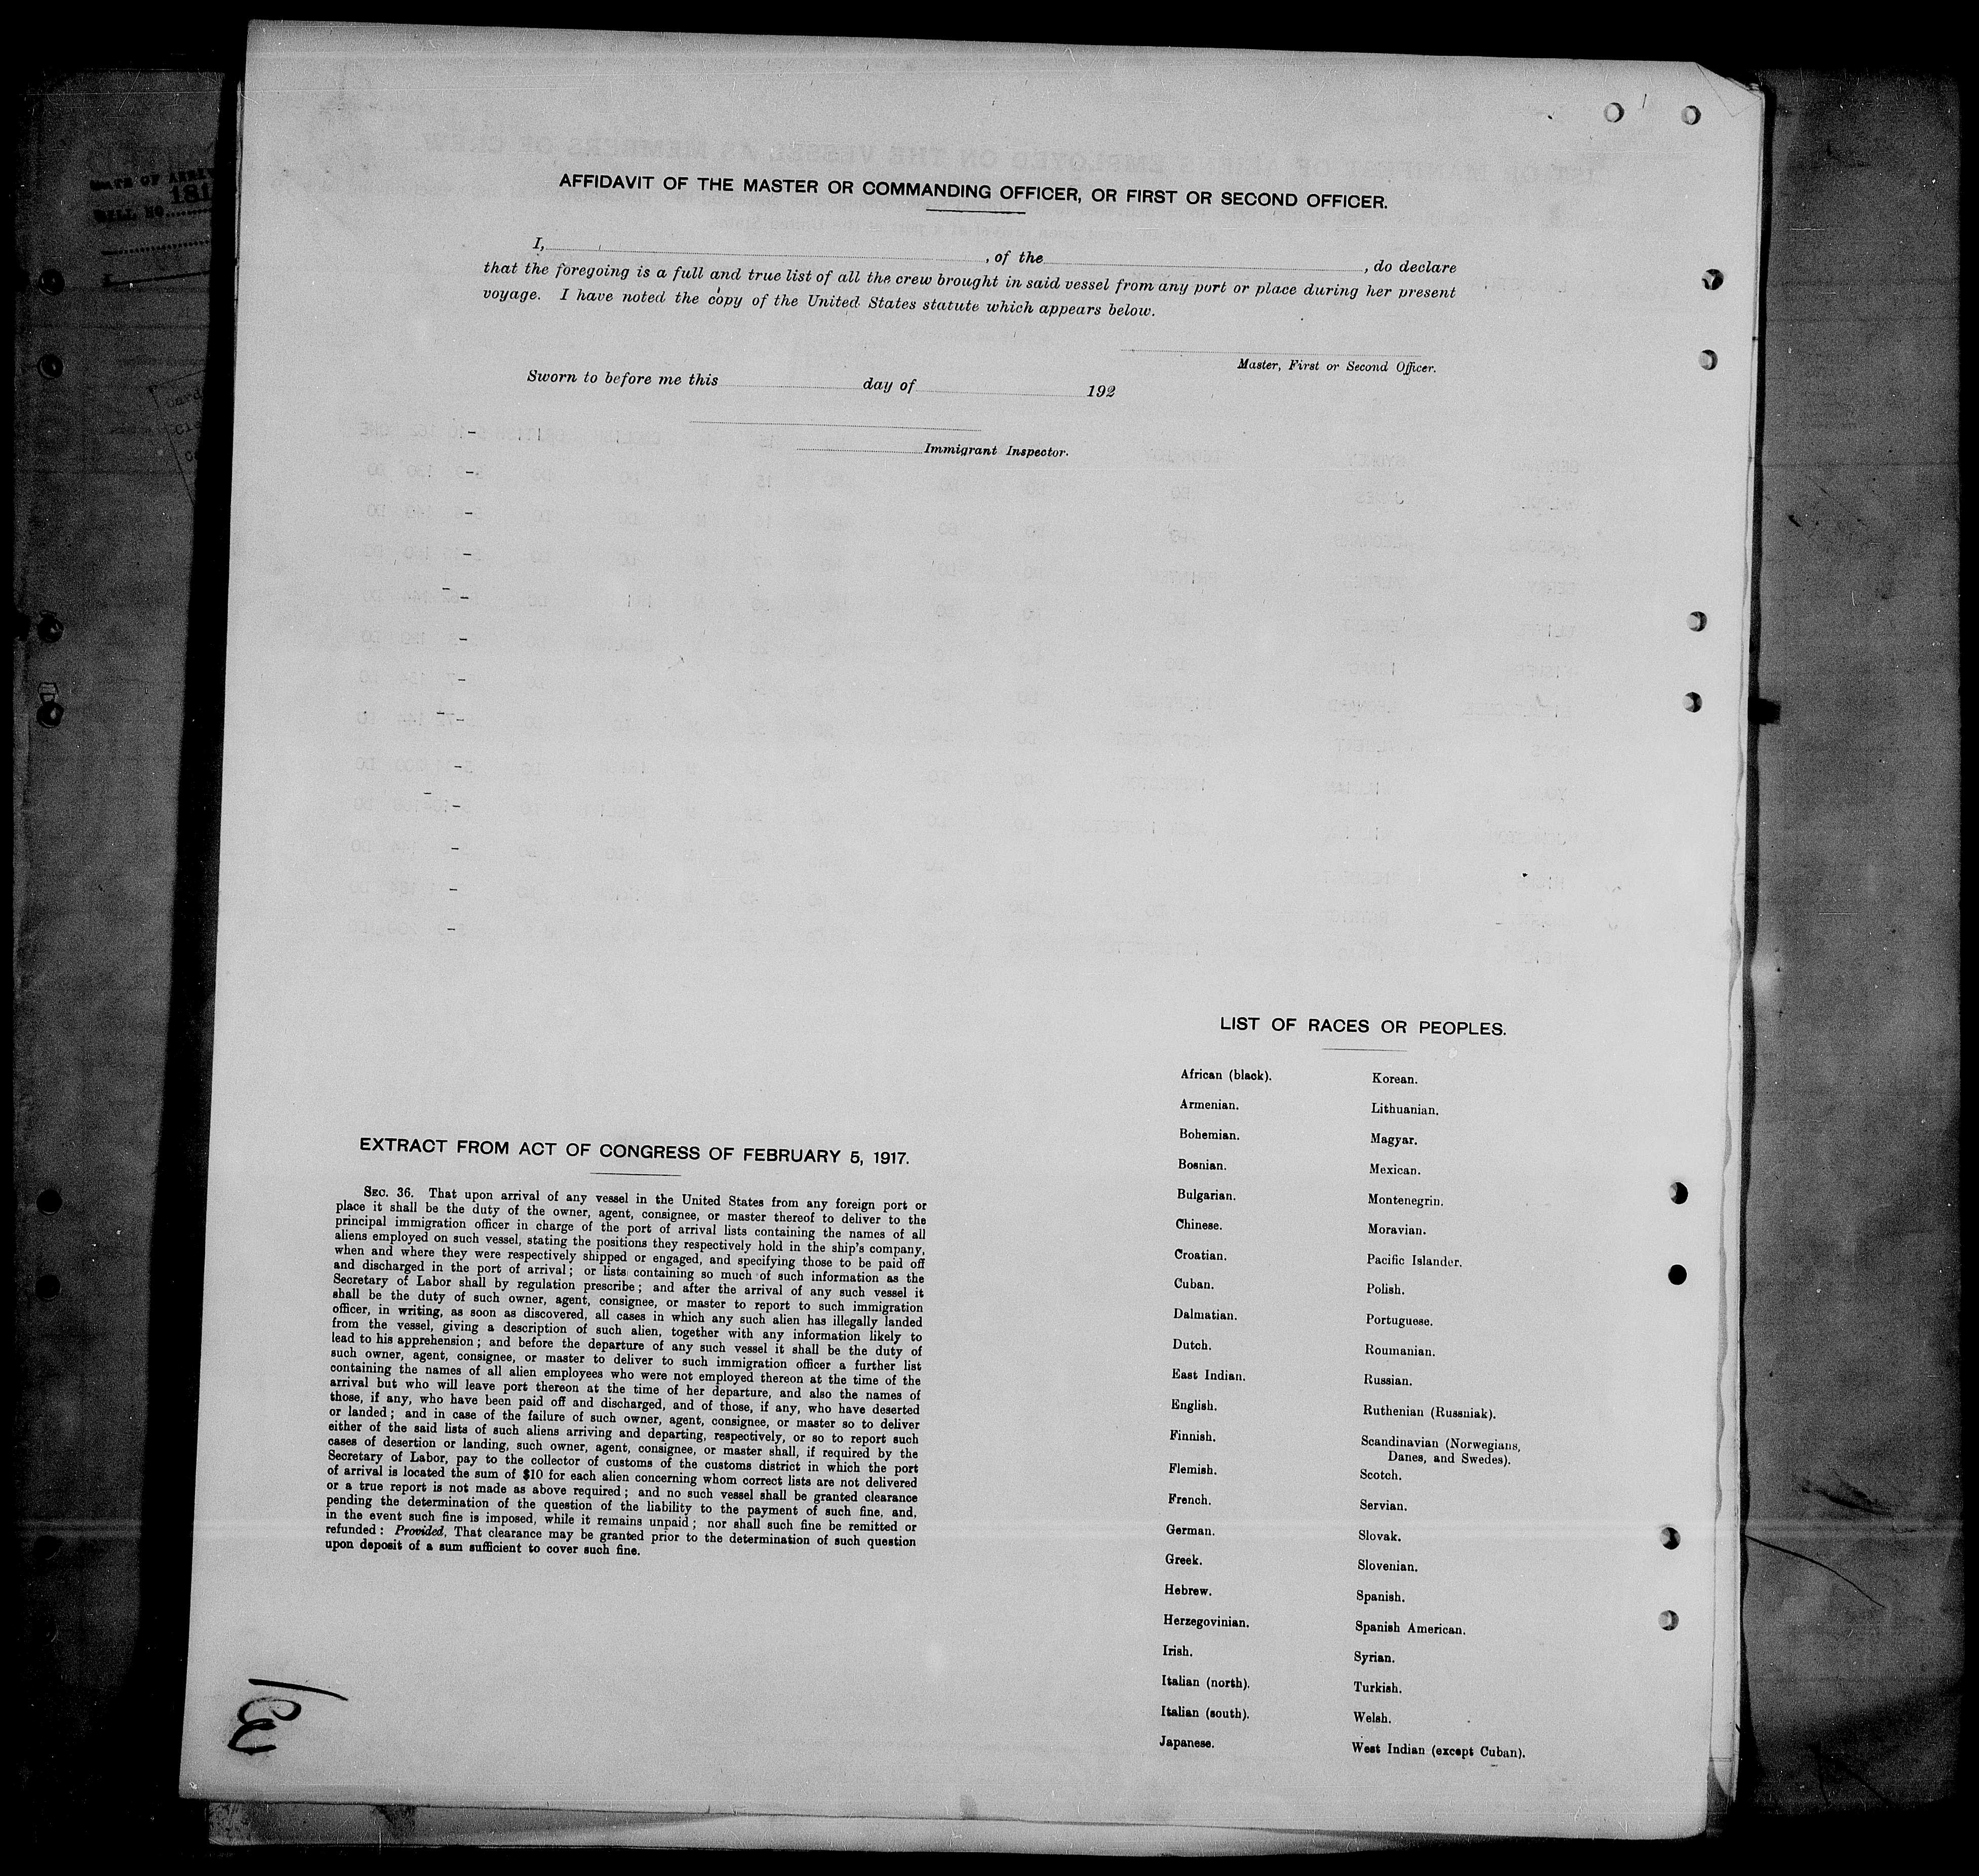 AFFIDAVIT OF THE MASTER OR COMMANDING OFFICER, OR FIRST OR SECOND OFFICER.
I, , of the , do declare
that the foregoing is a full and true list of all the crew brought in said vessel from any port or place during her present
voyage. I have noted the copy of the United States statute which appears below.
Master, First or Second Officer.
Sworn to before me this day of 192
Immigrant Inspector.
EXTRACT FROM ACT OF CONGRESS OF FEBRUARY 5, 1917.
SEC. 36. That upon arrival of any vessel in the United States from any foreign port or
place it shall be the duty of the owner, agent, consignee, or master thereof to deliver to the
principal immigration officer in charge of the port of arrival lists containing the names of all
aliens employed on such vessel, stating the positions they respectively hold in the ship's company,
when and where they were respectively shipped or engaged, and specifying those to be paid off
and discharged in the port of arrival; or lists containing so much of such information as the
Secretary of Labor shall by regulation prescribe; and after the arrival of any such vessel it
shall be the duty of such owner, agent, consignee, or master to report to such immigration
officer, in writing, as soon as discovered, all cases in which any such alien has illegally landed
from the vessel, giving a description of such alien, together with any information likely to
lead to his apprehension; and before the departure of any such vessel it shall be the duty of
such owner, agent, consignee, or master to deliver to such immigration officer a further list
containing the names of all alien employees who were not employed thereon at the time of the
arrival but who will leave port thereon at the time of her departure, and also the names of
those, if any, who have been paid off and discharged, and of those, if any, who have deserted
or landed; and in case of the failure of such owner, agent, consignee, or master so to deliver
either of the said lists of such aliens arriving and departing, respectively, or so to report such
cases of desertion or landing, such owner, agent, consignee, or master shall, if required by the
Secretary of Labor, pay to the collector of customs of the customs district in which the port
of arrival is located the sum of $10 for each alien concerning whom correct lists are not delivered
or a true report is not made as above required; and no such vessel shall be granted clearance
pending the determination of the question of the liability to the payment of such fine, and,
in the event such fine is imposed, while it remains unpaid; nor shall such fine be remitted or
refunded: Provided, That clearance may be granted prior to the determination of such question
upon deposit of a sum sufficient to cover such fine.
LIST OF RACES OR PEOPLES.
African (black).
Armenian.
Bohemian.
Bosnian.
Bulgarian.
Chinese.
Croatian.
Cuban.
Dalmatian.
Dutch.
East Indian.
English.
Finnish.
Flemish.
French.
German.
Greek.
Hebrew.
Herzegovinian.
Irish.
Italian (north).
Italian (south).
Japanese.
Korean.
Lithuanian.
Magyar.
Mexican.
Montenegrin.
Moravian.
Pacific Islander.
Polish.
Portuguese.
Roumanian.
Russian.
Ruthenian (Russniak).
Scandinavian (Norwegians,
Danes, and Swedes).
Scotch.
Servian.
Slovak.
Slovenian.
Spanish.
Spanish American.
Syrian.
Turkish.
Welsh.
West Indian (except Cuban).